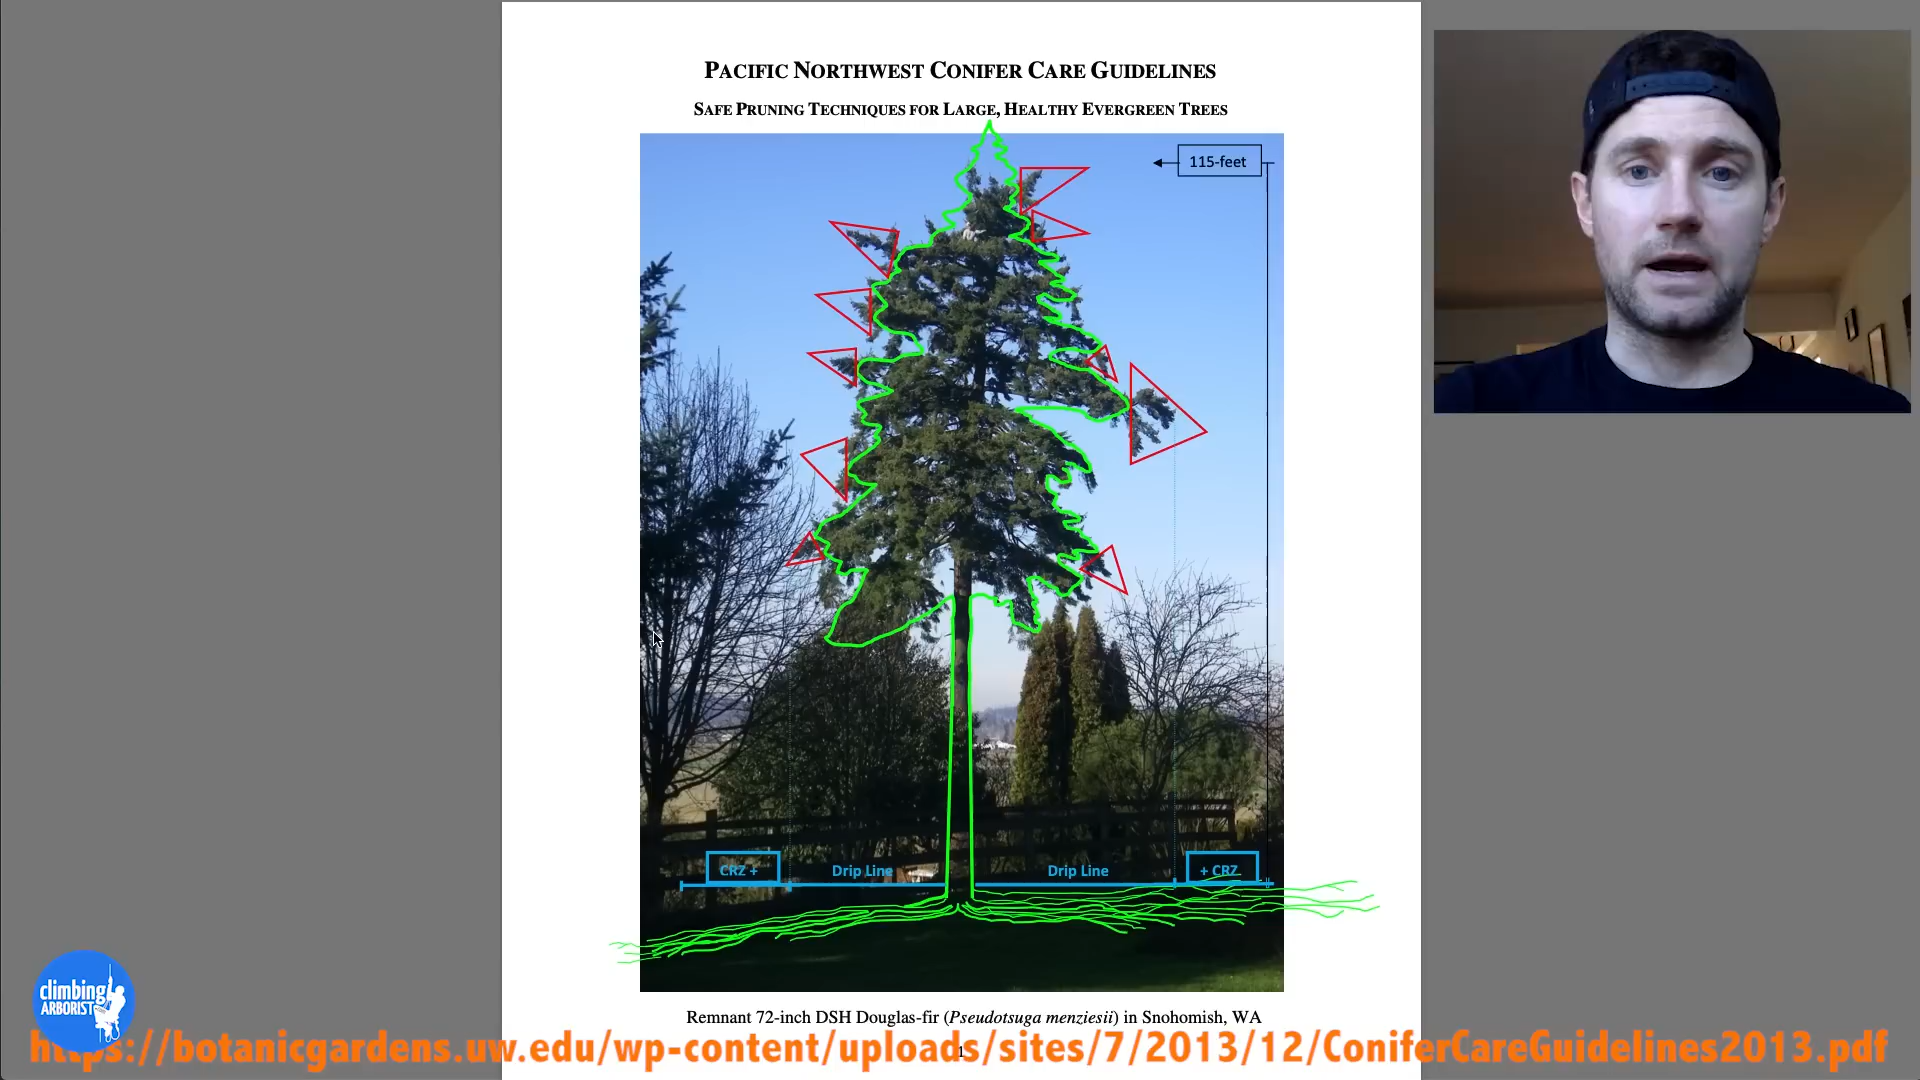 PACIFIC NORTHWEST CONIFER CARE GUIDELINES
SAFE PRUNING TECHNIQUES FOR LARGE, HEALTHY EVERGREEN TREES
115-feet
CRZ +
Drip Line
Drip Line
+ CRZ
climbing
ARBORIST
Remnant 72-inch DSH Douglas-fir (Pseudotsuga menziesii) in Snohomish, WA
1
https://botanicgardens.uw.edu/wp-content/uploads/sites/7/2013/12/ConiferCareGuidelines2013.pdf